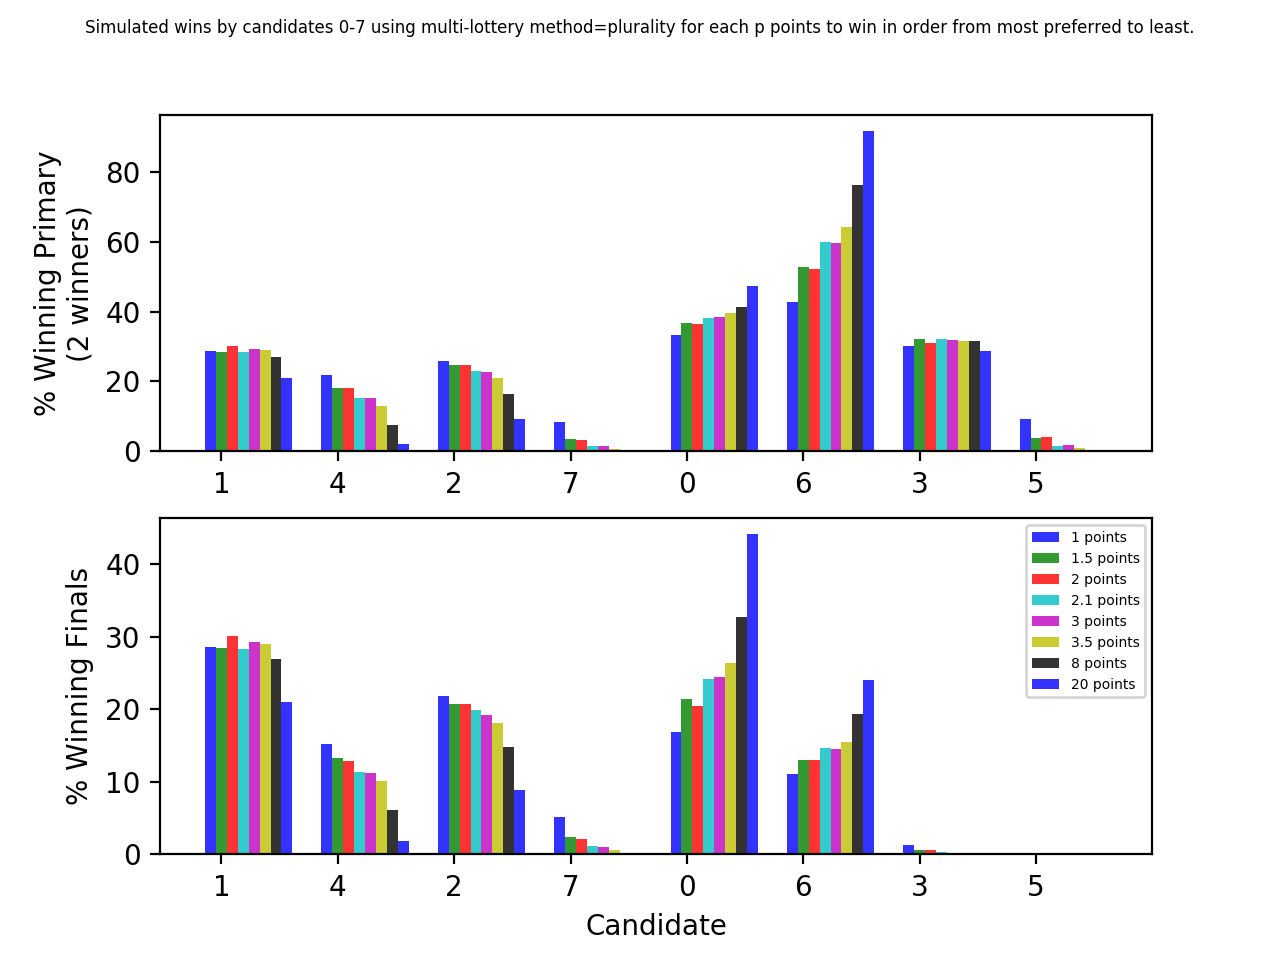 Simulated wins by candidates 0-7 using multi-lottery method=plurality for each p points to win in order from most preferred to least.
% Winning Primary
(2 winners)
80
60
40
20
0
1 4 2 7 0 6 3 5
% Winning Finals
40
30
20
10
0
1 points
1.5 points
2 points
2.1 points
3 points
3.5 points
8 points
20 points
1 4 2 7 0 6 3 5
Candidate